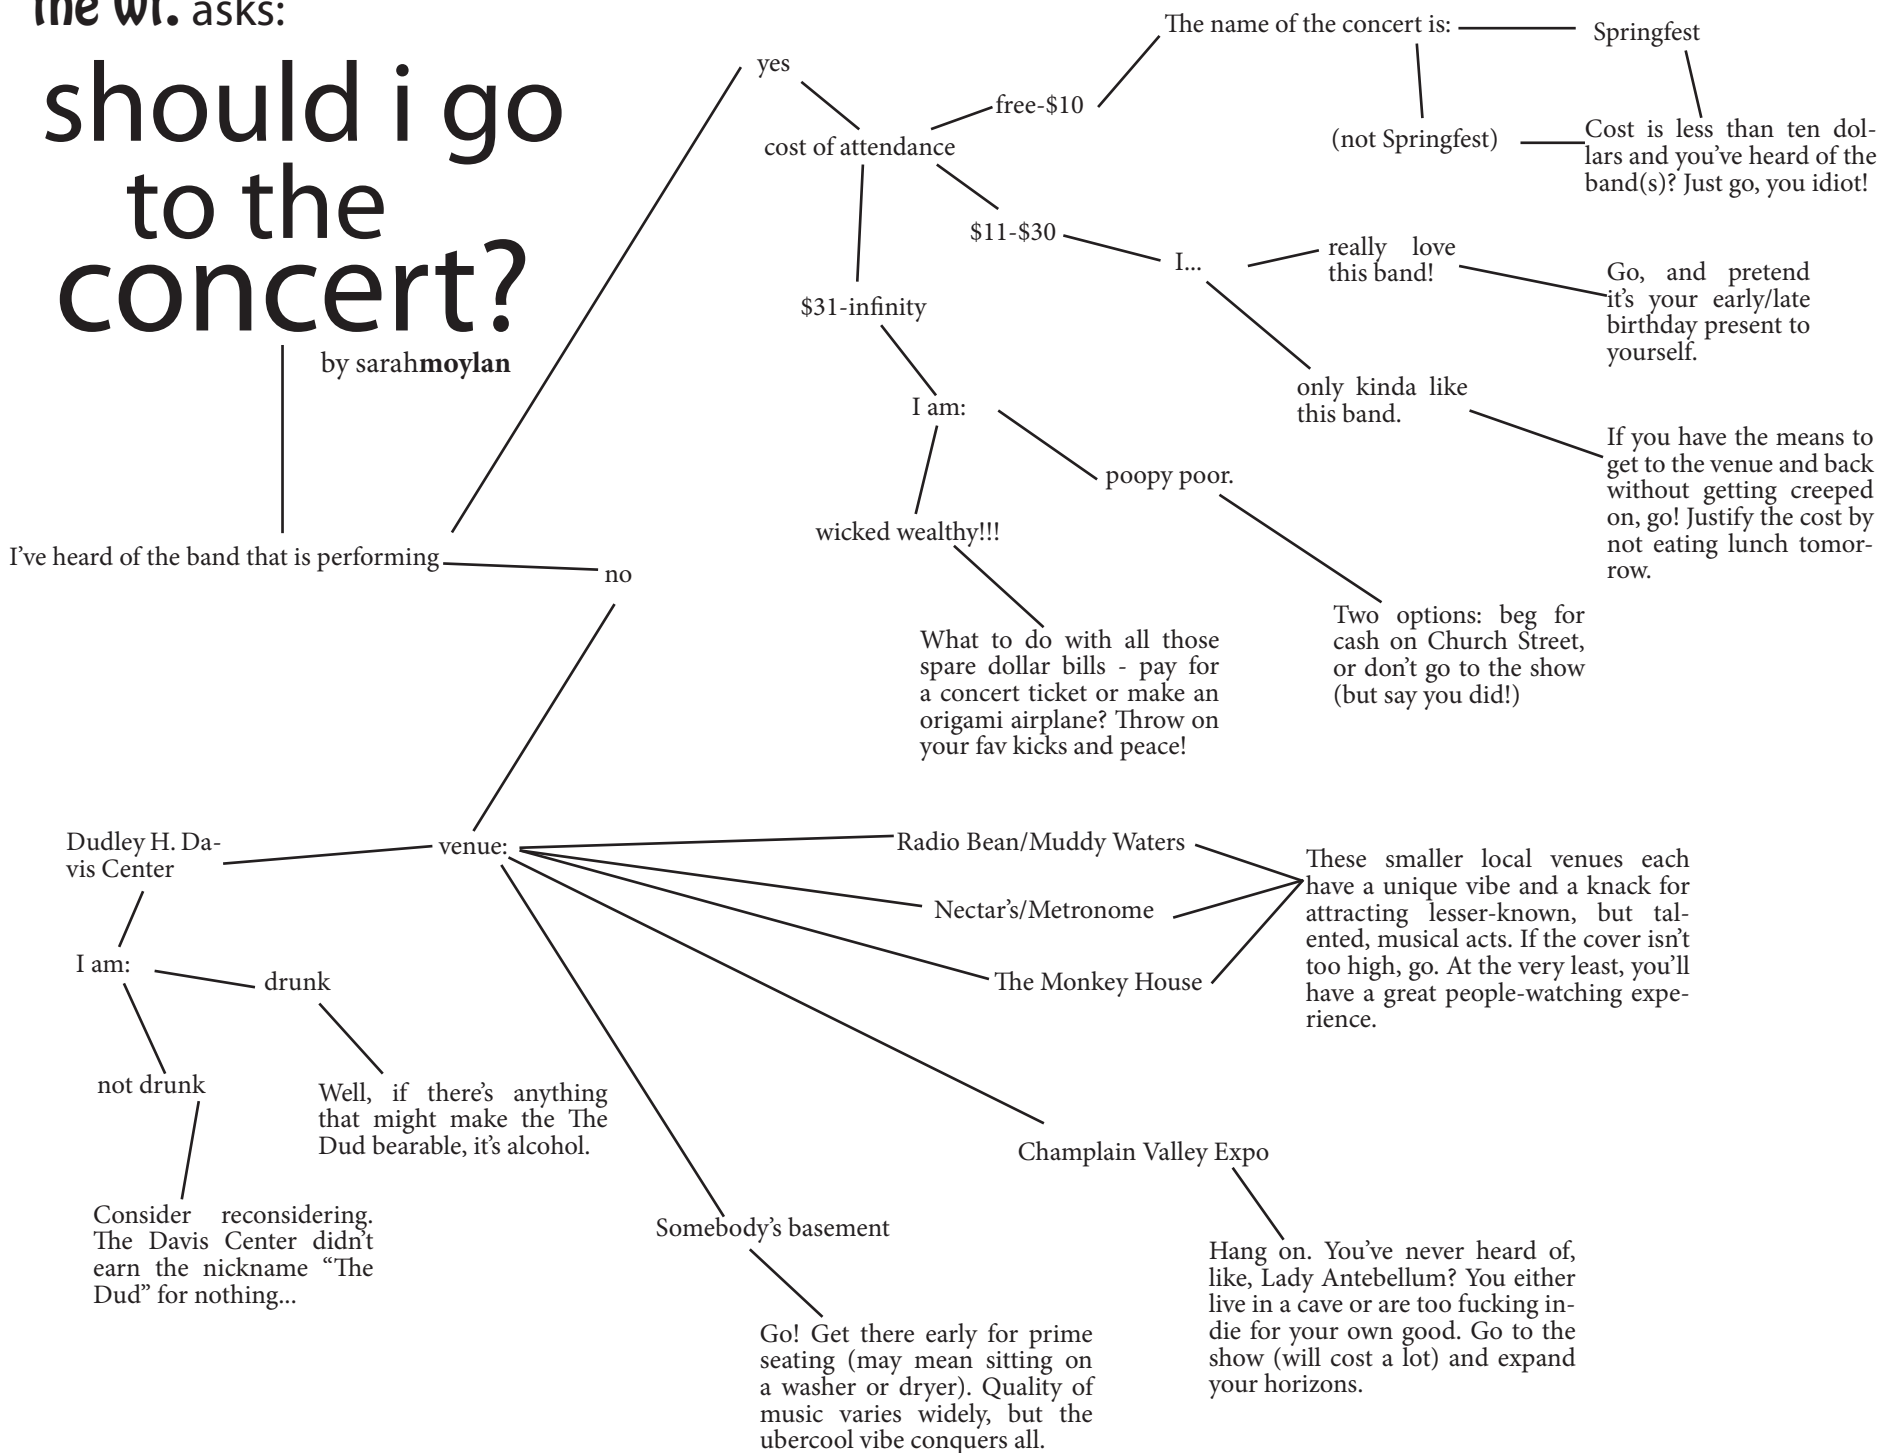 the wr. asks:
should i go
to the
concert?
by sarahmoylan
I've heard of the band that is performing
yes
no
cost of attendance
free-$10
The name of the concert is:
Springfest
(not Springfest)
Cost is less than ten dol-
lars and you've heard of the
band(s)? Just go, you idiot!
$11-$30
I...
really love
this band!
Go, and pretend
it's your early/late
birthday present to
yourself.
only kinda like
this band.
If you have the means to
get to the venue and back
without getting creeped
on, go! Justify the cost by
not eating lunch tomor-
row.
$31-infinity
I am:
poopy poor.
Two options: beg for
cash on Church Street,
or don't go to the show
(but say you did!)
wicked wealthy!!!
What to do with all those
spare dollar bills - pay for
a concert ticket or make an
origami airplane? Throw on
your fav kicks and peace!
venue:
Dudley H. Da-
vis Center
I am:
drunk
Well, if there's anything
that might make the The
Dud bearable, it's alcohol.
not drunk
Consider reconsidering.
The Davis Center didn't
earn the nickname “The
Dud” for nothing...
Radio Bean/Muddy Waters
Nectar's/Metronome
The Monkey House
These smaller local venues each
have a unique vibe and a knack for
attracting lesser-known, but tal-
ented, musical acts. If the cover isn't
too high, go. At the very least, you'll
have a great people-watching expe-
rience.
Champlain Valley Expo
Hang on. You've never heard of,
like, Lady Antebellum? You either
live in a cave or are too fucking in-
die for your own good. Go to the
show (will cost a lot) and expand
your horizons.
Somebody's basement
Go! Get there early for prime
seating (may mean sitting on
a washer or dryer). Quality of
music varies widely, but the
ubercool vibe conquers all.